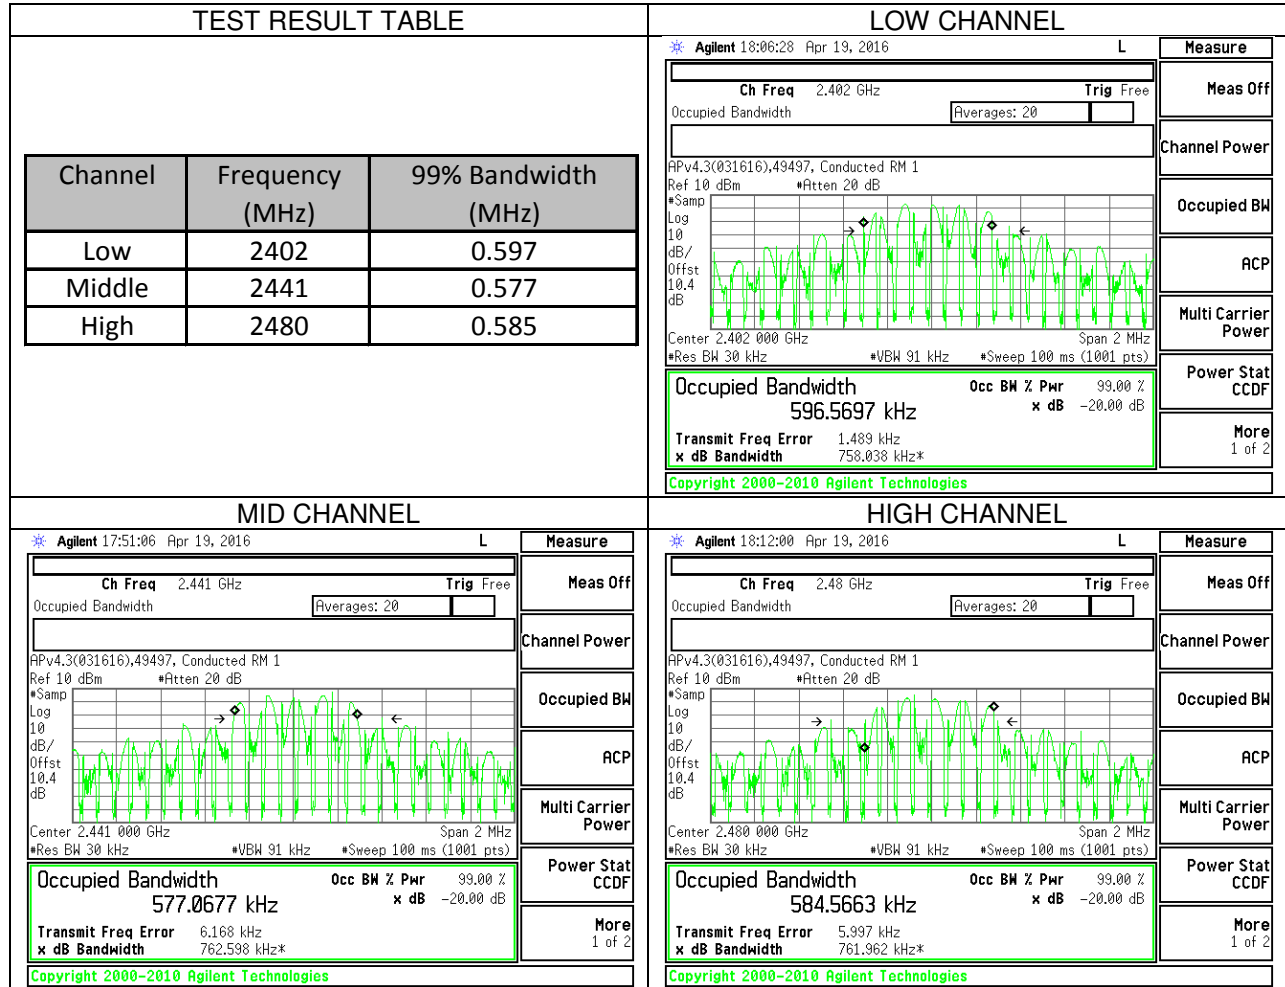 TEST RESULT TABLE
Channel Frequency (MHz) 99% Bandwidth (MHz)
Low 2402 0.597
Middle 2441 0.577
High 2480 0.585
LOW CHANNEL
Agilent 18:06:28 Apr 19, 2016 L
Measure
Ch Freq 2.402 GHz Trig Free
Occupied Bandwidth Averages: 20
APv4.3(031616),49497, Conducted RM 1
Ref 10 dBm #Atten 20 dB
#Samp
Log
10
dB/
Offst
10.4
dB
Center 2.402 000 GHz Span 2 MHz
#Res BW 30 kHz #VBW 91 kHz #Sweep 100 ms (1001 pts)
Occupied Bandwidth Occ BW % Pwr 99.00 %
596.5697 kHz x dB -20.00 dB
Transmit Freq Error 1.489 kHz
x dB Bandwidth 758.038 kHz*
Copyright 2000-2010 Agilent Technologies
Meas Off
Channel Power
Occupied BW
ACP
Multi Carrier
Power
Power Stat
CCDF
More
1 of 2
MID CHANNEL
Agilent 17:51:06 Apr 19, 2016 L
Measure
Ch Freq 2.441 GHz Trig Free
Occupied Bandwidth Averages: 20
APv4.3(031616),49497, Conducted RM 1
Ref 10 dBm #Atten 20 dB
#Samp
Log
10
dB/
Offst
10.4
dB
Center 2.441 000 GHz Span 2 MHz
#Res BW 30 kHz #VBW 91 kHz #Sweep 100 ms (1001 pts)
Occupied Bandwidth Occ BW % Pwr 99.00 %
577.0677 kHz x dB -20.00 dB
Transmit Freq Error 6.168 kHz
x dB Bandwidth 762.598 kHz*
Copyright 2000-2010 Agilent Technologies
Meas Off
Channel Power
Occupied BW
ACP
Multi Carrier
Power
Power Stat
CCDF
More
1 of 2
HIGH CHANNEL
Agilent 18:12:00 Apr 19, 2016 L
Measure
Ch Freq 2.48 GHz Trig Free
Occupied Bandwidth Averages: 20
APv4.3(031616),49497, Conducted RM 1
Ref 10 dBm #Atten 20 dB
#Samp
Log
10
dB/
Offst
10.4
dB
Center 2.480 000 GHz Span 2 MHz
#Res BW 30 kHz #VBW 91 kHz #Sweep 100 ms (1001 pts)
Occupied Bandwidth Occ BW % Pwr 99.00 %
584.5663 kHz x dB -20.00 dB
Transmit Freq Error 5.997 kHz
x dB Bandwidth 761.962 kHz*
Copyright 2000-2010 Agilent Technologies
Meas Off
Channel Power
Occupied BW
ACP
Multi Carrier
Power
Power Stat
CCDF
More
1 of 2